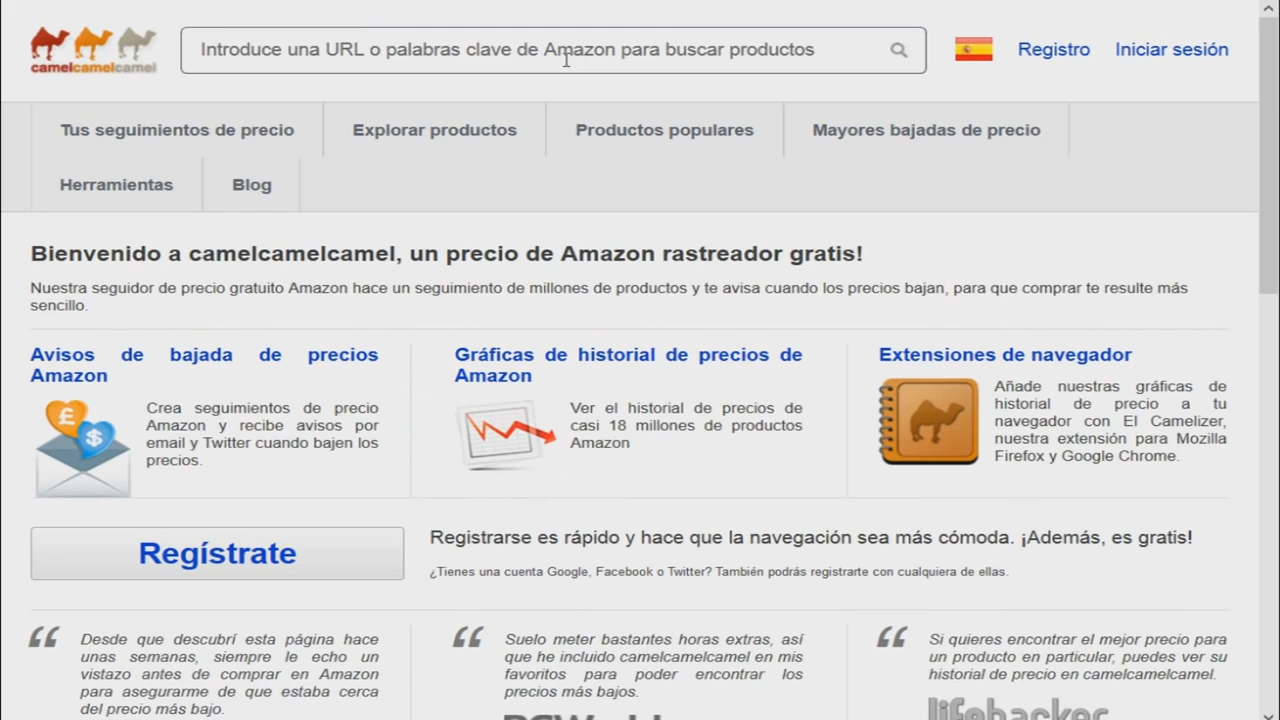 camelcamelcamel
Introduce una URL o palabras clave de Amazon para buscar productos
Registro
Iniciar sesión
Tus seguimientos de precio
Explorar productos
Productos populares
Mayores bajadas de precio
Herramientas
Blog
Bienvenido a camelcamelcamel, un precio de Amazon rastreador gratis!
Nuestra seguidor de precio gratuito Amazon hace un seguimiento de millones de productos y te avisa cuando los precios bajan, para que comprar te resulte más
sencillo.
Avisos de bajada de precios
Amazon
Crea seguimientos de precio
Amazon y recibe avisos por
email y Twitter cuando bajen los
precios.
Gráficas de historial de precios de
Amazon
Ver el historial de precios de
casi 18 millones de productos
Amazon
Extensiones de navegador
Añade nuestras gráficas de
historial de precio a tu
navegador con El Camelizer,
nuestra extensión para Mozilla
Firefox y Google Chrome.
Regístrate
Registrarse es rápido y hace que la navegación sea más cómoda. ¡Además, es gratis!
¿Tienes una cuenta Google, Facebook o Twitter? También podrás registrarte con cualquiera de ellas.
“ Desde que descubrí esta página hace
unas semanas, siempre le echo un
vistazo antes de comprar en Amazon
para asegurarme de que estaba cerca
del precio más bajo.
“ Suelo meter bastantes horas extras, así
que he incluido camelcamelcamel en mis
favoritos para poder encontrar los
precios más bajos.
PCWorld
“ Si quieres encontrar el mejor precio para
un producto en particular, puedes ver su
historial de precio en camelcamelcamel.
lifehacker